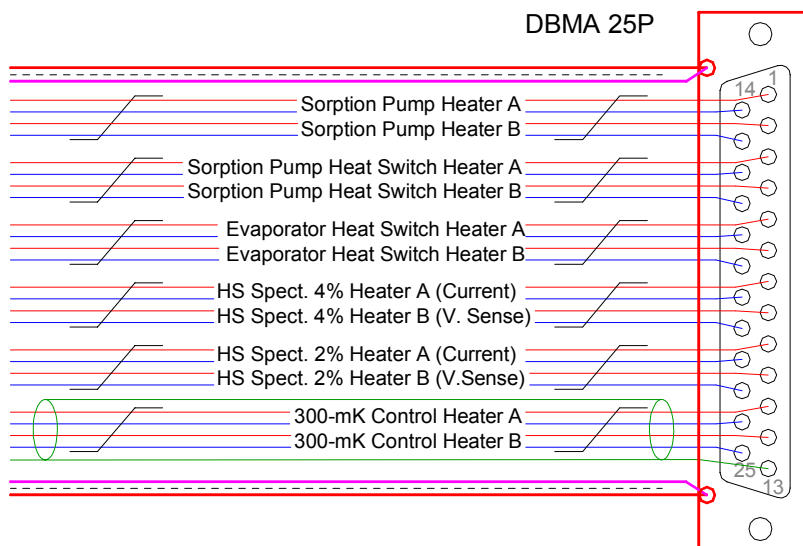 DBMA 25P
1
14
Sorption Pump Heater A
Sorption Pump Heater B
Sorption Pump Heat Switch Heater A
Sorption Pump Heat Switch Heater B
Evaporator Heat Switch Heater A
Evaporator Heat Switch Heater B
HS Spect. 4% Heater A (Current)
HS Spect. 4% Heater B (V. Sense)
HS Spect. 2% Heater A (Current)
HS Spect. 2% Heater B (V.Sense)
300-mK Control Heater A
300-mK Control Heater B
25
13